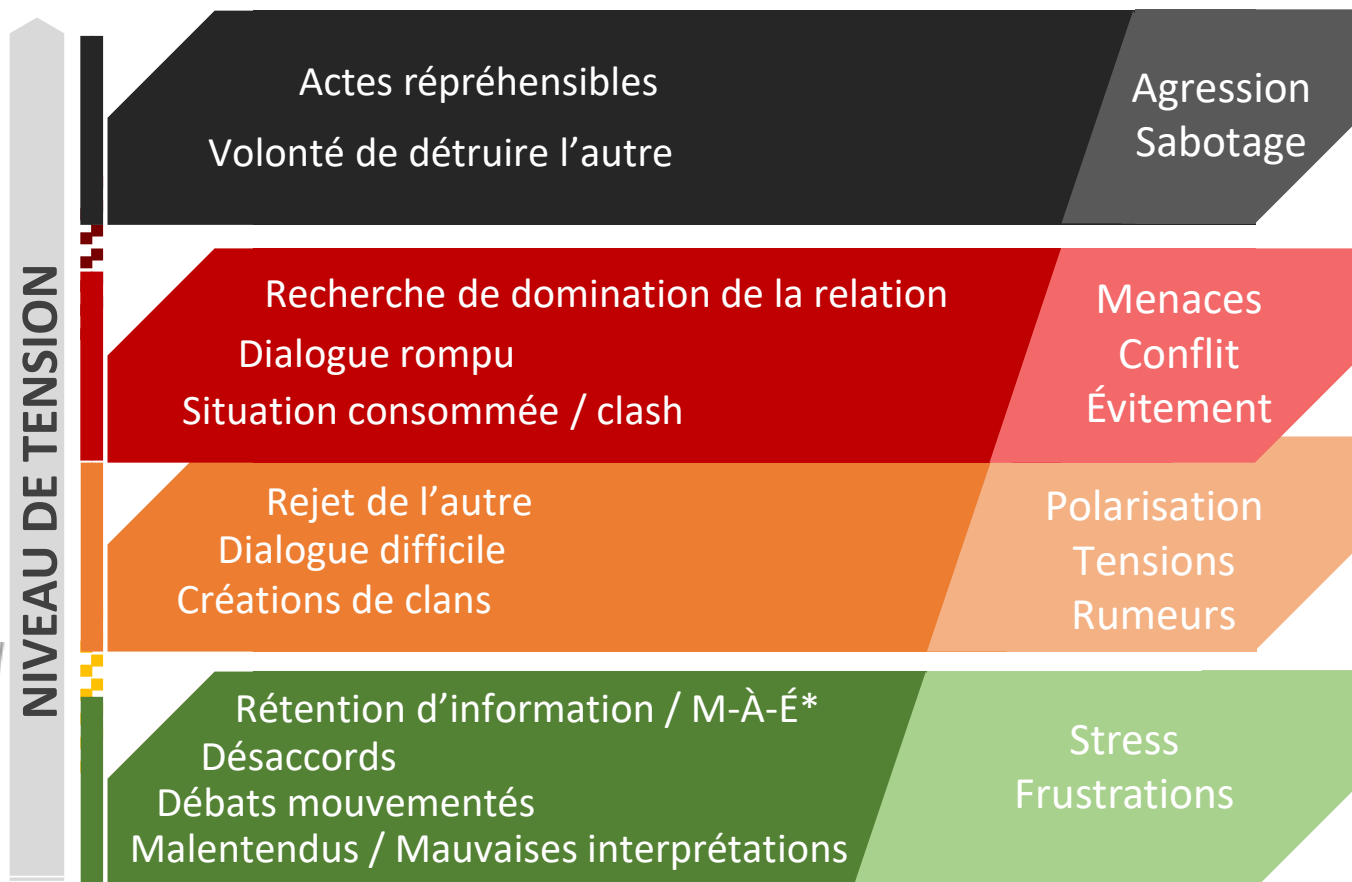 NIVEAU DE TENSION
Actes répréhensibles
Volonté de détruire l’autre
Agression
Sabotage
Recherche de domination de la relation
Dialogue rompu
Situation consommée / clash
Menaces
Conflit
Évitement
Rejet de l’autre
Dialogue difficile
Créations de clans
Polarisation
Tensions
Rumeurs
Rétention d’information / M-À-É*
Désaccords
Débats mouvementés
Malentendus / Mauvaises interprétations
Stress
Frustrations